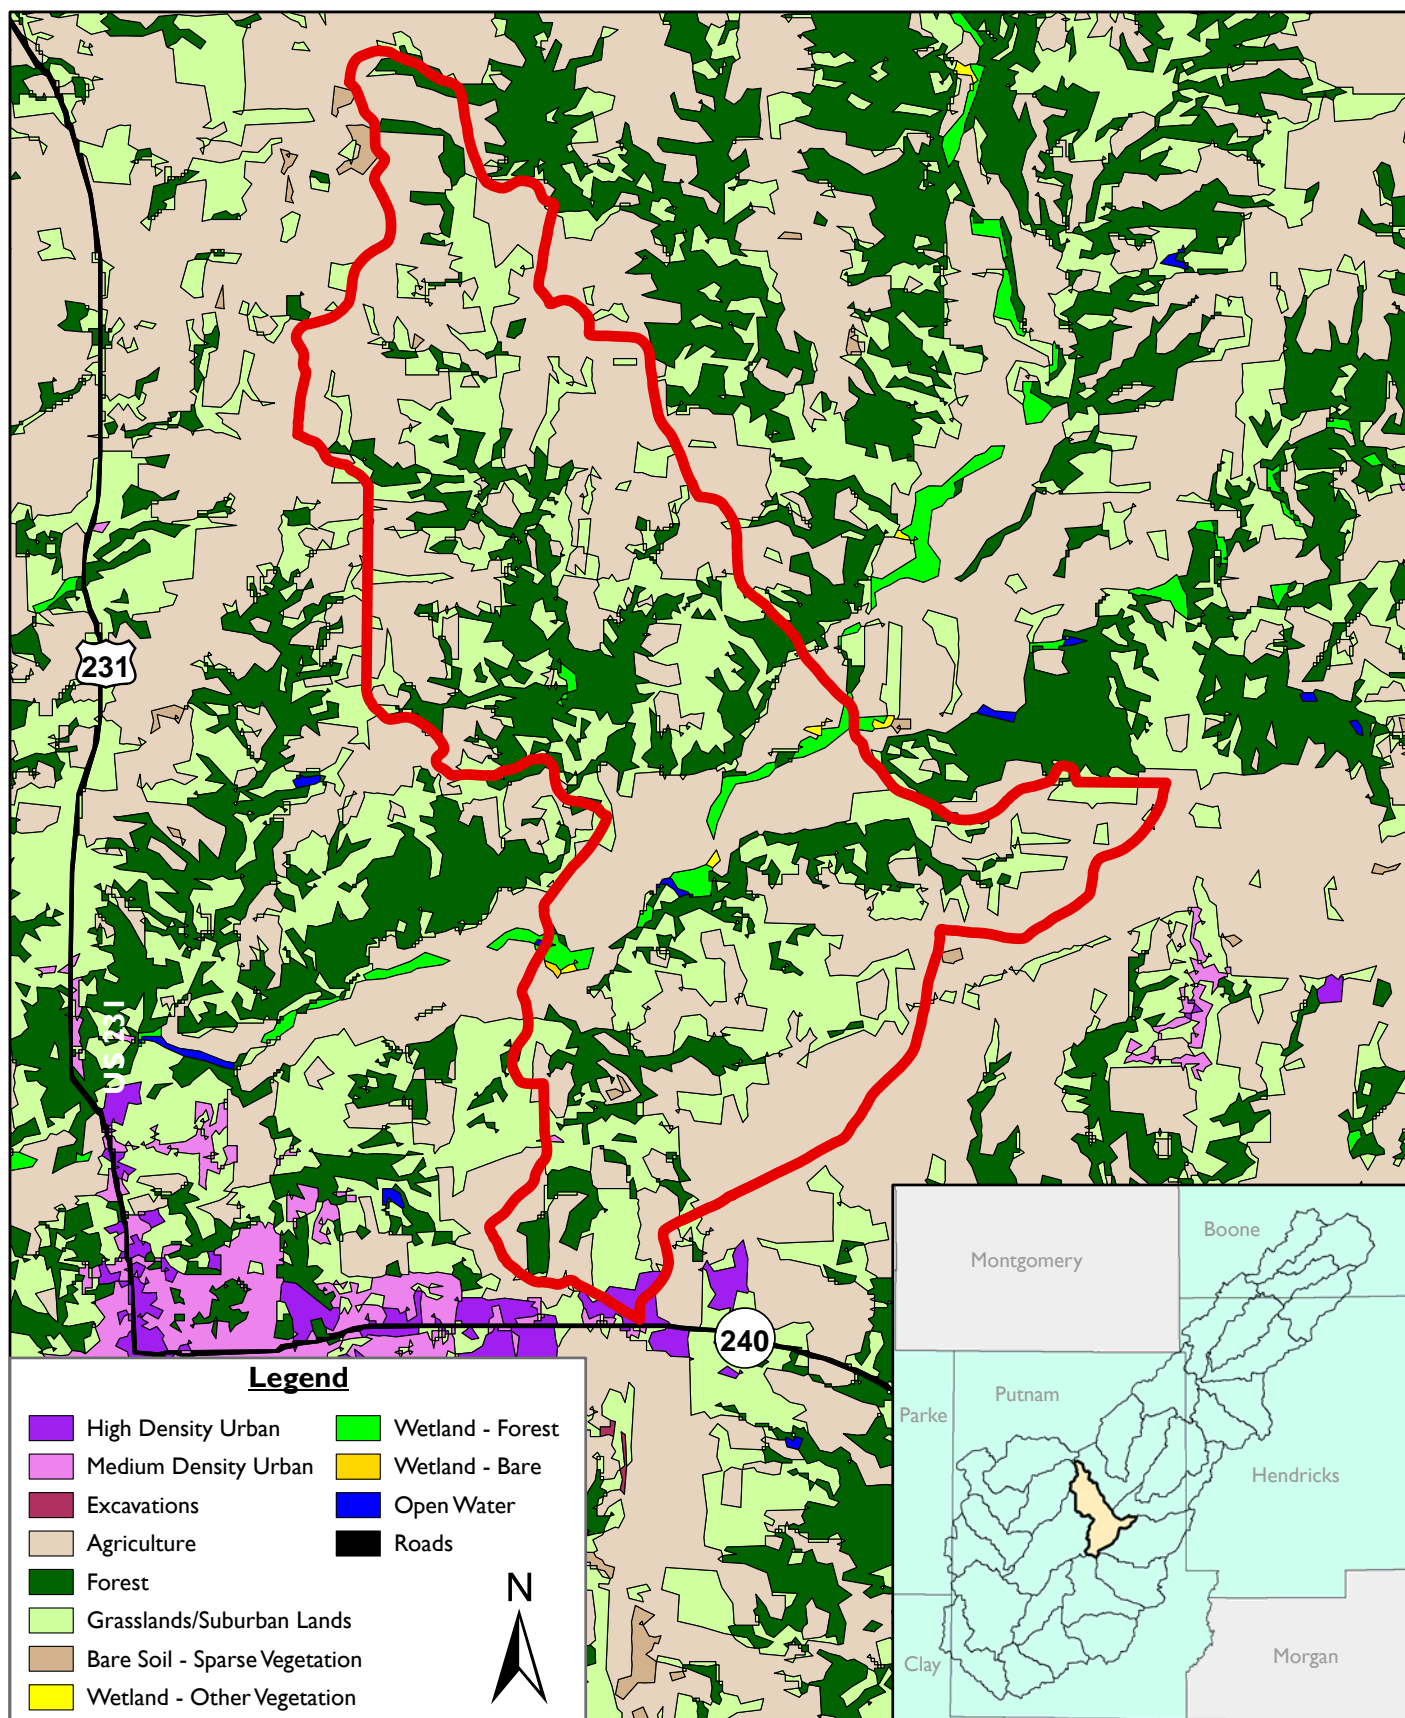 231
US 231
240
Legend
High Density Urban
Medium Density Urban
Excavations
Agriculture
Forest
Grasslands/Suburban Lands
Bare Soil - Sparse Vegetation
Wetland - Other Vegetation
Wetland - Forest
Wetland - Bare
Open Water
Roads
N
Boone
Montgomery
Putnam
Parke
Hendricks
Clay
Morgan